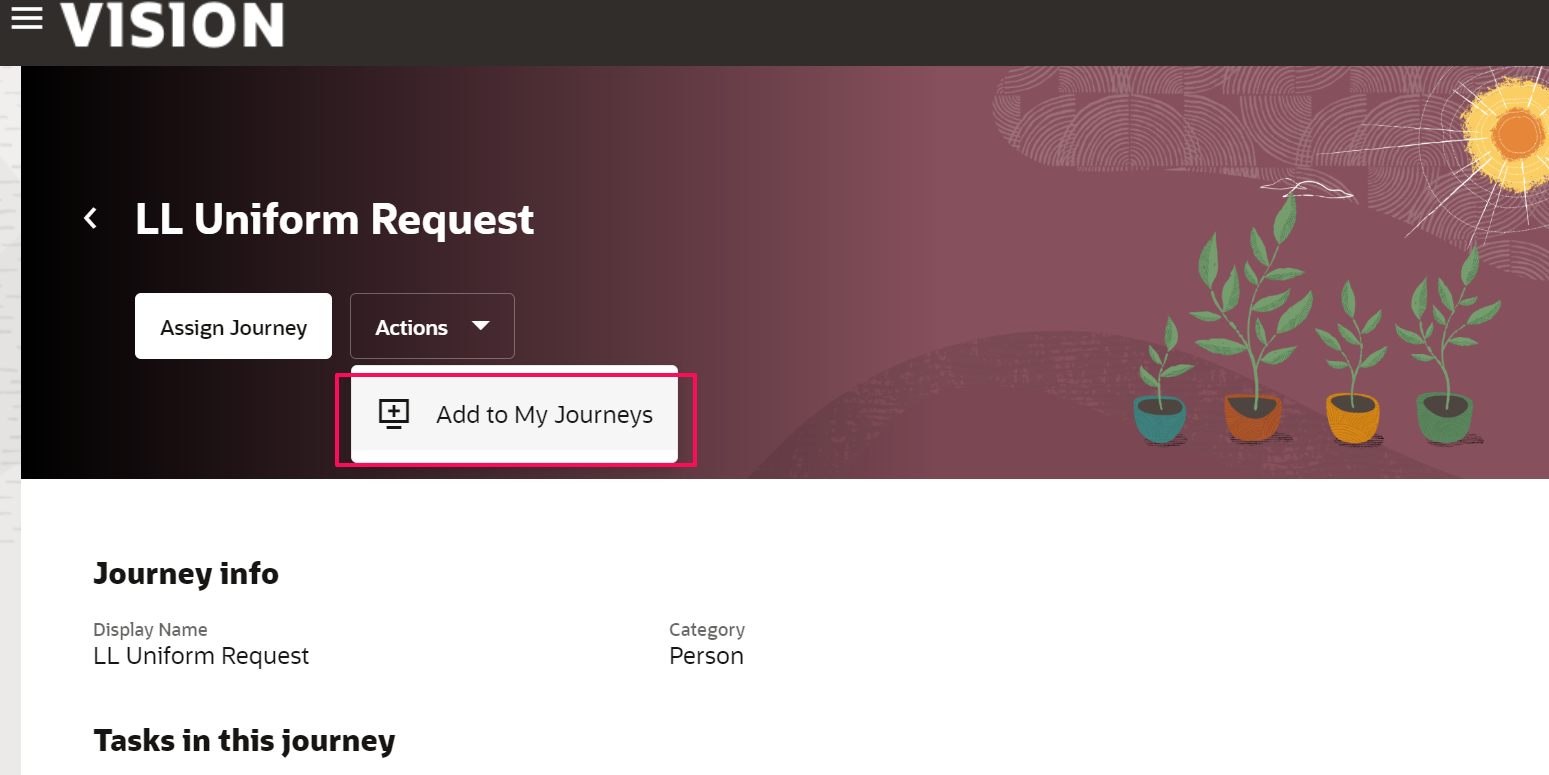 VISION
LL Uniform Request
Assign Journey
Actions
Add to My Journeys
Journey info
Display Name
LL Uniform Request
Category
Person
Tasks in this journey